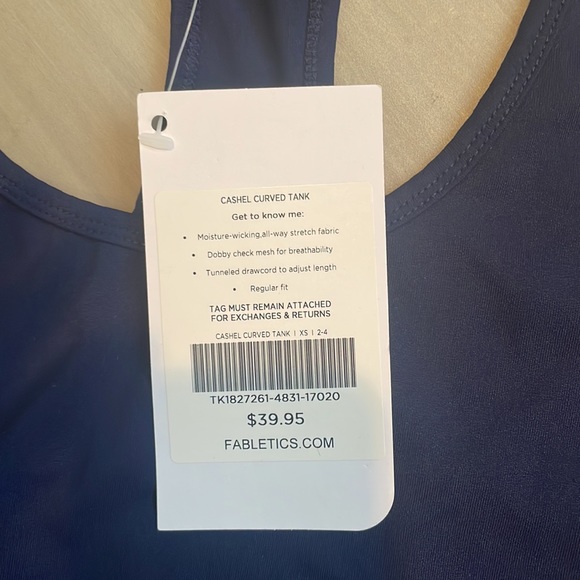 CASHEL CURVED TANK
Get to know me:
• Moisture-wicking,all-way stretch fabric
• Dobby check mesh for breathability
• Tunneled drawcord to adjust length
• Regular fit
TAG MUST REMAIN ATTACHED
FOR EXCHANGES & RETURNS
CASHEL CURVED TANK | XS | 2-4
TK1827261-4831-17020
$39.95
FABLETICS.COM